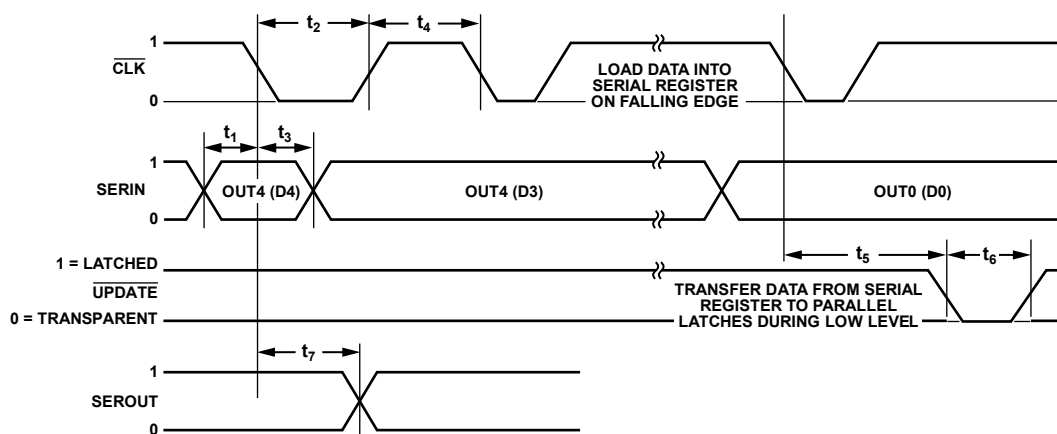 t2
t4
1
CLK
0
LOAD DATA INTO
SERIAL REGISTER
ON FALLING EDGE
t1
t3
1
SERIN
0
OUT4 (D4)
OUT4 (D3)
OUT0 (D0)
t5
t6
1 = LATCHED
UPDATE
0 = TRANSPARENT
TRANSFER DATA FROM SERIAL
REGISTER TO PARALLEL
LATCHES DURING LOW LEVEL
t7
1
SEROUT
0